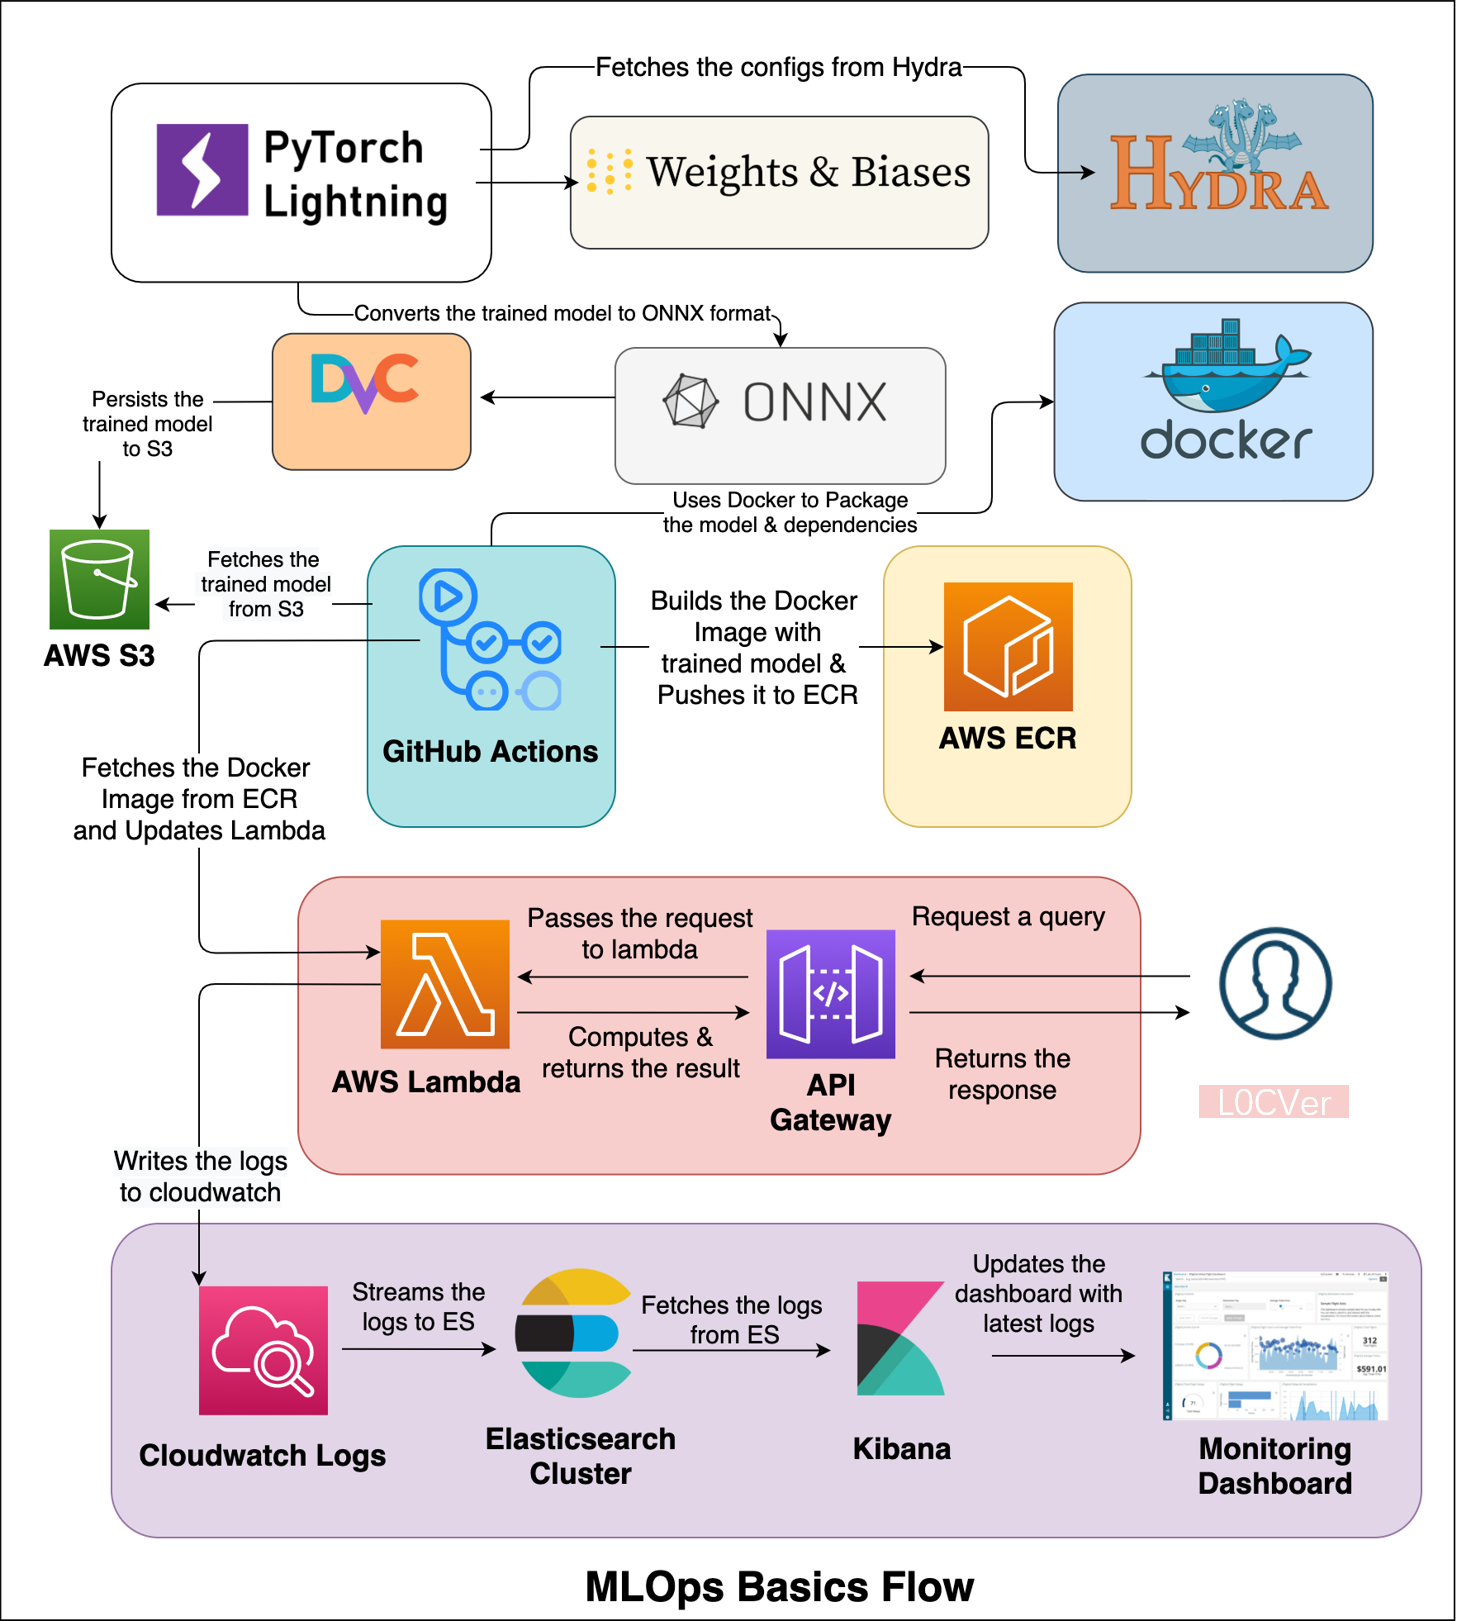 Fetches the configs from Hydra
PyTorch
Lightning
Weights & Biases
HYDRA
Converts the trained model to ONNX format
DVC
ONNX
docker
Persists the
trained model
to S3
Uses Docker to Package
the model & dependencies
AWS S3
Fetches the
trained model
from S3
GitHub Actions
Builds the Docker
Image with
trained model &
Pushes it to ECR
AWS ECR
Fetches the Docker
Image from ECR
and Updates Lambda
Passes the request
to lambda
Request a query
</>
Computes &
returns the result
Returns the
response
AWS Lambda
API
Gateway
L0CVer
Writes the logs
to cloudwatch
Streams the
logs to ES
Fetches the logs
from ES
Updates the
dashboard with
latest logs
312
$591.01
Cloudwatch Logs
Elasticsearch
Cluster
Kibana
Monitoring
Dashboard
MLOps Basics Flow